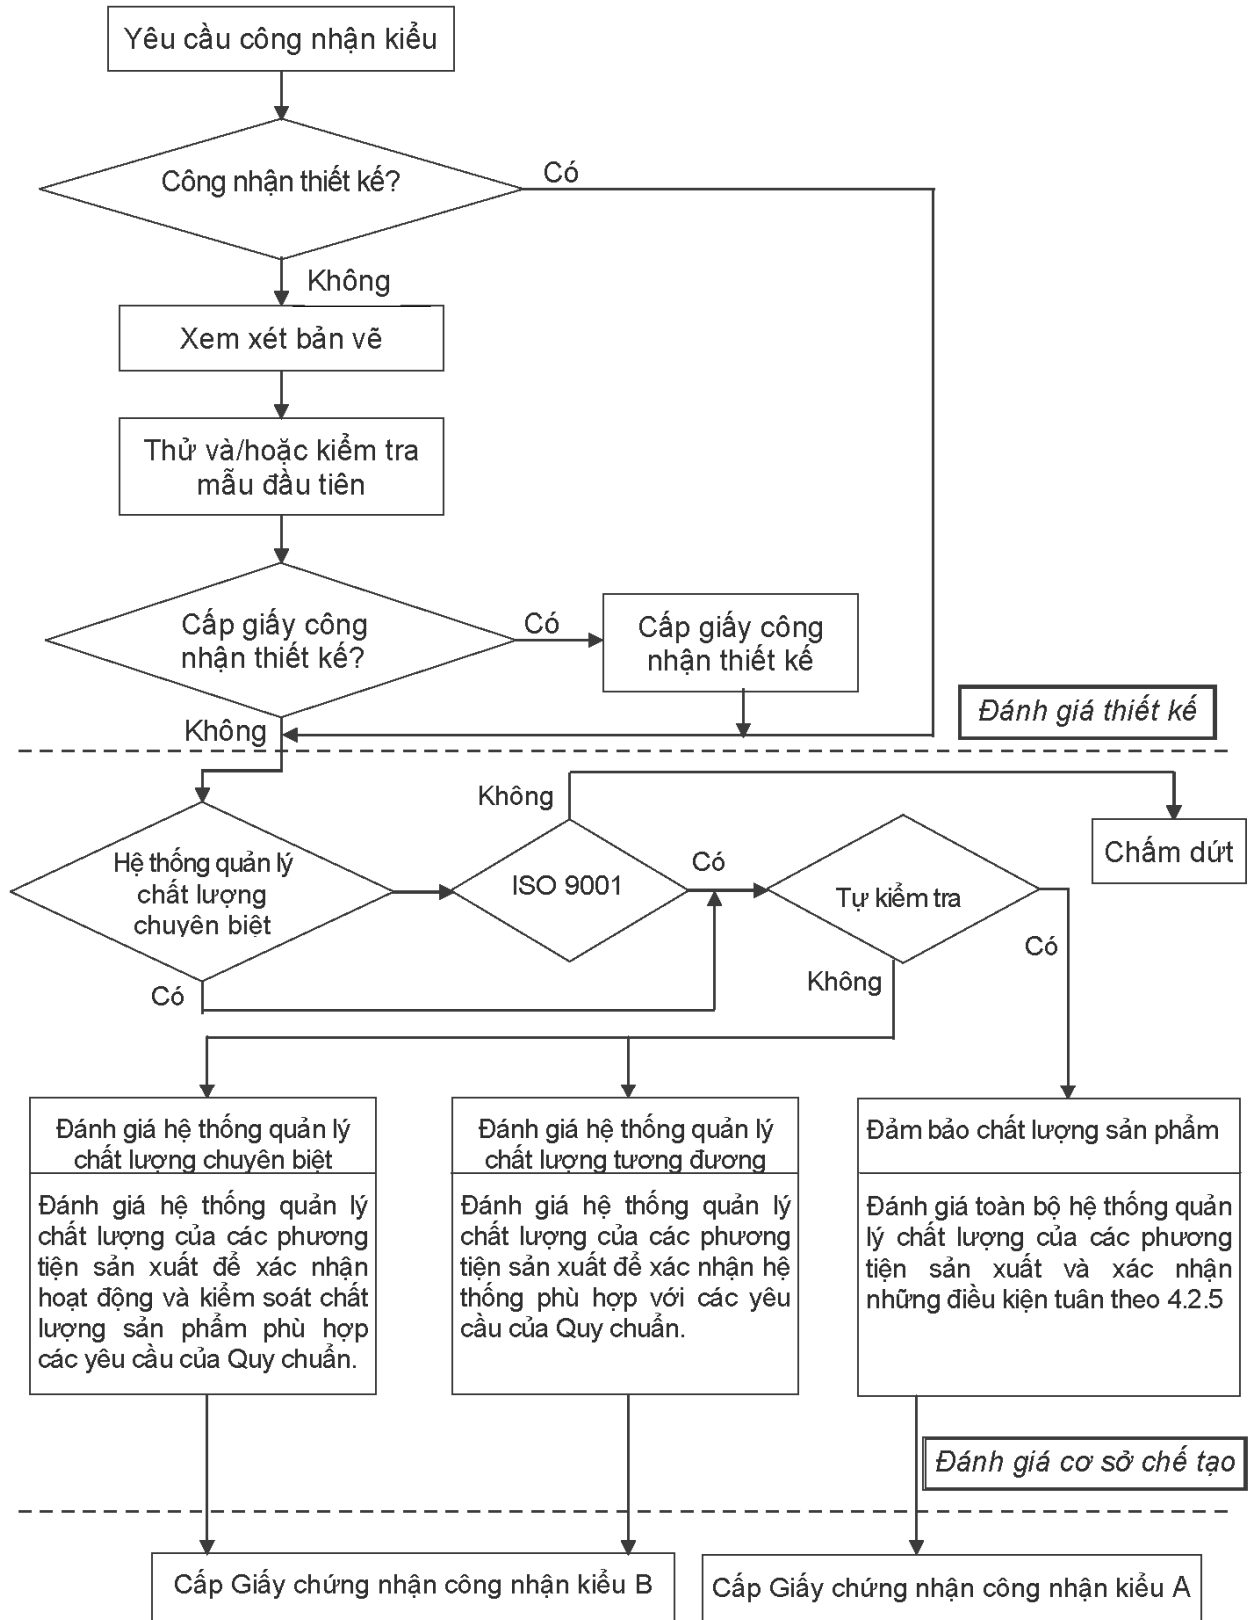 Yêu cầu công nhận kiểu
Công nhận thiết kế?
Có
Không
Xem xét bản vẽ
Thử và/hoặc kiểm tra
mẫu đầu tiên
Cấp giấy công
nhận thiết kế?
Có
Cấp giấy công
nhận thiết kế
Đánh giá thiết kế
Không
Không
Chấm dứt
Hệ thống quản lý
chất lượng
chuyên biệt
ISO 9001
Có
Tự kiểm tra
Có
Có
Không
Đánh giá hệ thống quản lý
chất lượng chuyên biệt
Đánh giá hệ thống quản lý
chất lượng của các phương
tiện sản xuất để xác nhận
hoạt động và kiểm soát chất
lượng sản phẩm phù hợp
các yêu cầu của Quy chuẩn.
Đánh giá hệ thống quản lý
chất lượng tương đương
Đánh giá hệ thống quản lý
chất lượng của các phương
tiện sản xuất để xác nhận hệ
thống phù hợp với các yêu
cầu của Quy chuẩn.
Đảm bảo chất lượng sản phẩm
Đánh giá toàn bộ hệ thống quản
lý chất lượng của các phương
tiện sản xuất và xác nhận
những điều kiện tuân theo 4.2.5
Đánh giá cơ sở chế tạo
Cấp Giấy chứng nhận công nhận kiểu B
Cấp Giấy chứng nhận công nhận kiểu A